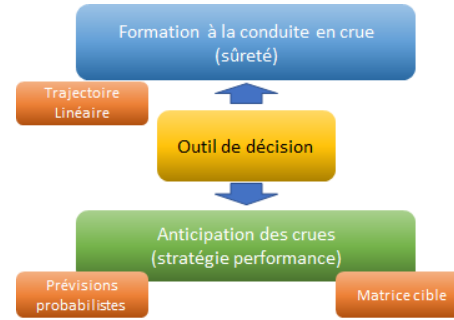 Formation à la conduite en crue
(sûreté)
Trajectoire
Linéaire
Outil de décision
Anticipation des crues
(stratégie performance)
Prévisions
probabilistes
Matrice cible